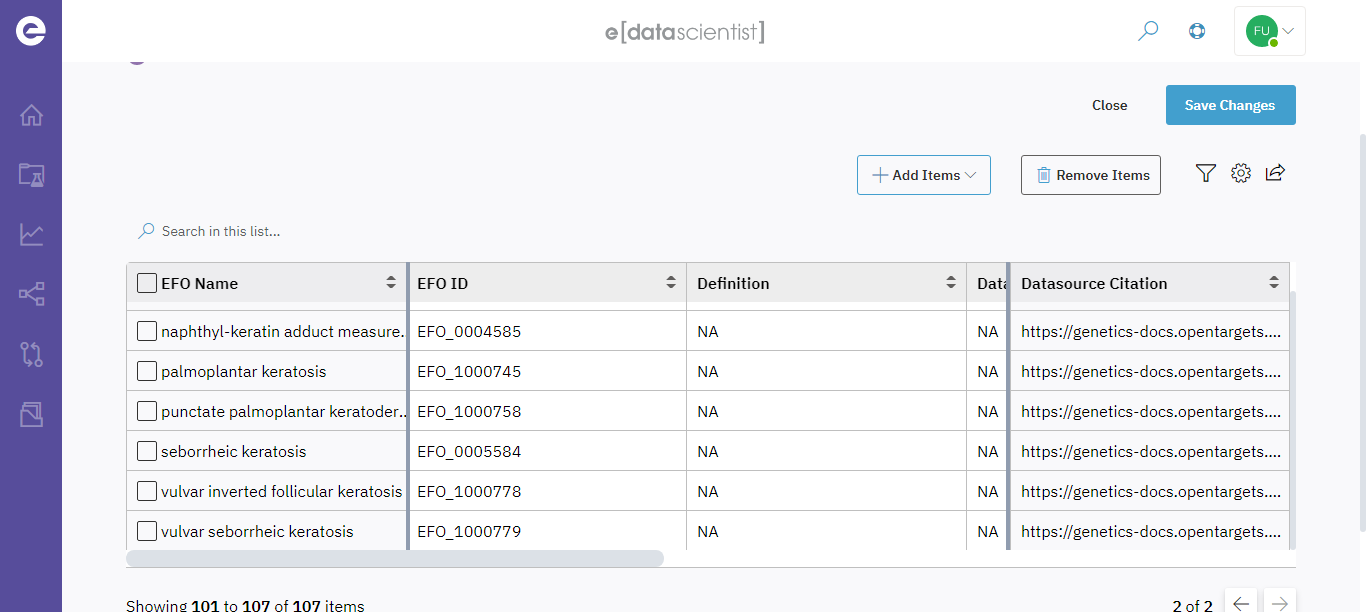 e[datascientist]
FU
Close
Save Changes
Add Items
Remove Items
Search in this list...
EFO Name EFO ID Definition Data Datasource Citation
naphthyl-keratin adduct measure... EFO_0004585 NA NA https://genetics-docs.opentargets....
palmoplantar keratosis EFO_1000745 NA NA https://genetics-docs.opentargets....
punctate palmoplantar keratoder... EFO_1000758 NA NA https://genetics-docs.opentargets....
seborrheic keratosis EFO_0005584 NA NA https://genetics-docs.opentargets....
vulvar inverted follicular keratosis EFO_1000778 NA NA https://genetics-docs.opentargets....
vulvar seborrheic keratosis EFO_1000779 NA NA https://genetics-docs.opentargets....
Showing 101 to 107 of 107 items 2 of 2